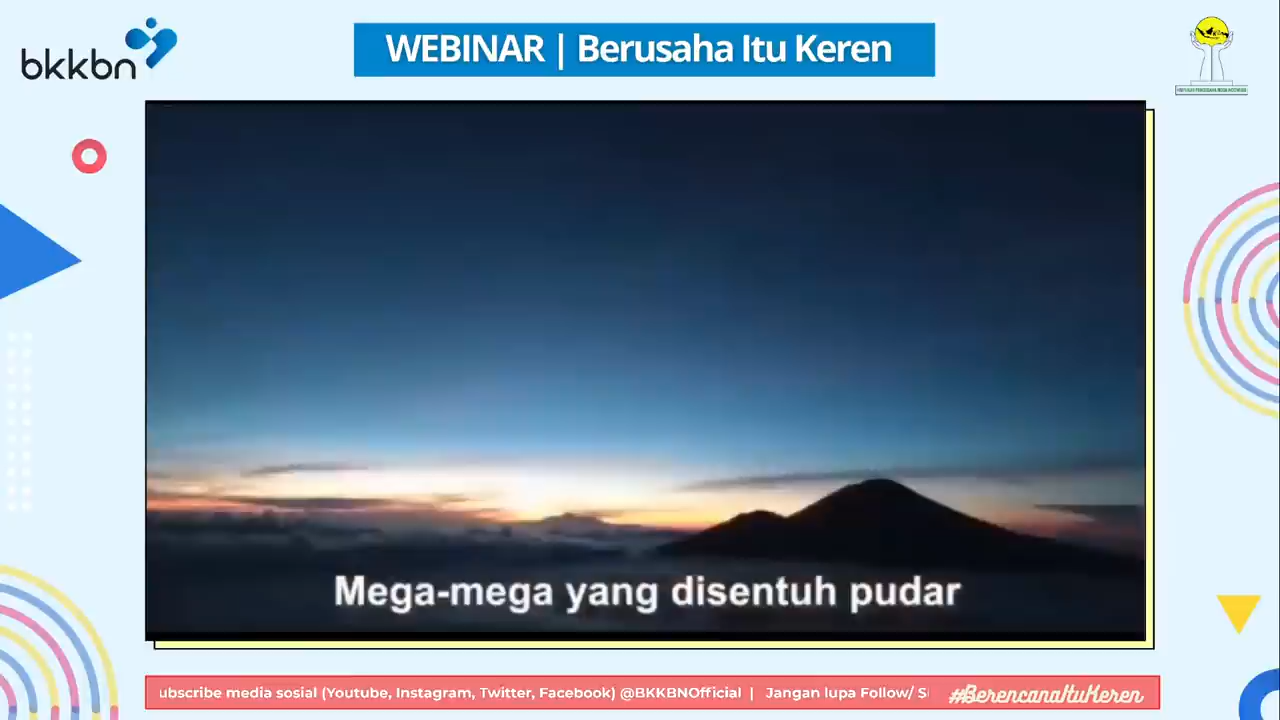 bkkbn
WEBINAR | Berusaha Itu Keren
Mega-mega yang disentuh pudar
ubscribe media sosial (Youtube, Instagram, Twitter, Facebook) @BKKBNOfficial | Jangan lupa Follow/ S
#BerencanaItuKeren